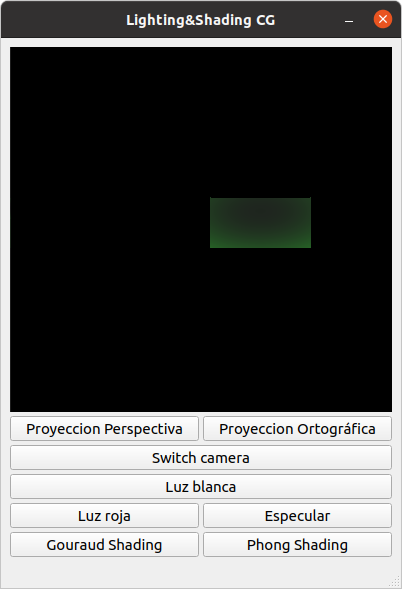 Lighting&Shading CG
Proyeccion Perspectiva
Proyeccion Ortográfica
Switch camera
Luz blanca
Luz roja
Especular
Gouraud Shading
Phong Shading